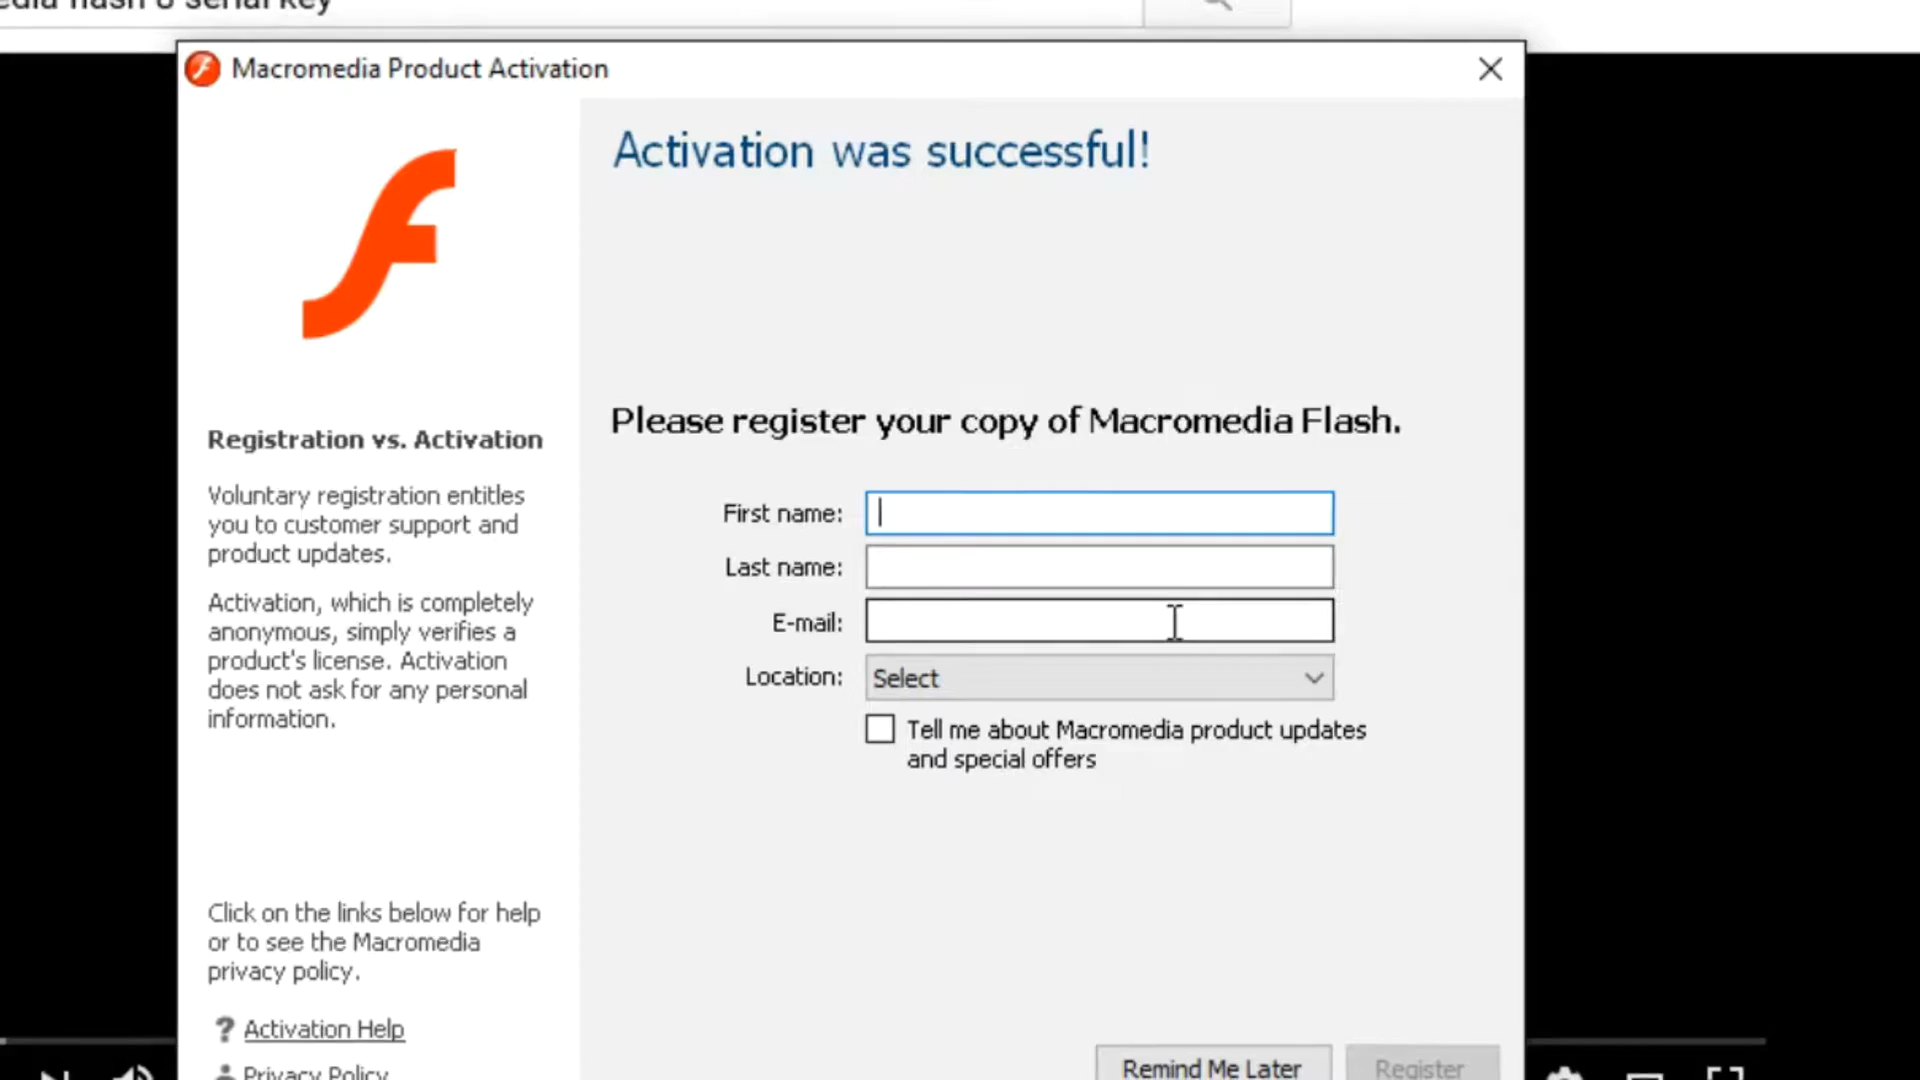 flash 8 serial key
Macromedia Product Activation
Activation was successful!
Please register your copy of Macromedia Flash.
First name:
Last name:
E-mail:
Location:
Select
Tell me about Macromedia product updates
and special offers
Registration vs. Activation
Voluntary registration entitles
you to customer support and
product updates.
Activation, which is completely
anonymous, simply verifies a
product's license. Activation
does not ask for any personal
information.
Click on the links below for help
or to see the Macromedia
privacy policy.
? Activation Help
Privacy Policy
Remind Me Later
Register